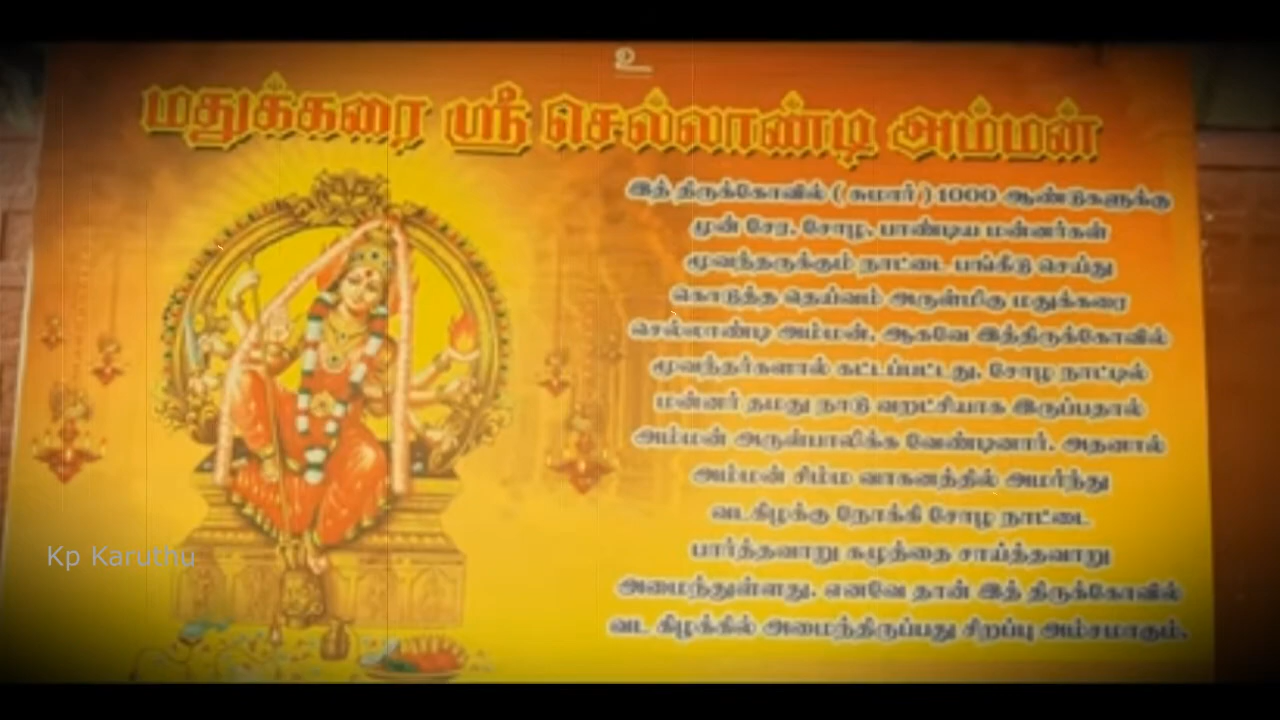 உ
மதுக்கரை ஸ்ரீ செல்லாண்டி அம்மன்
இத் திருக்கோவில் ( சுமார் ) 1000 ஆண்டுகளுக்கு
முன் சேர, சோழ, பாண்டிய மன்னர்கள்
மூவந்தருக்கும் நாட்டை பங்கீடு செய்து
கொடுத்த தெய்வம் அருள்மிகு மதுக்கரை
செல்லாண்டி அம்மன், ஆகவே இத்திருக்கோவில்
மூவந்தர்களால் கட்டப்பட்டது. சோழ நாட்டில்
மன்னர் தமது நாடு வறட்சியாக இருப்பதால்
அம்மன் அருள்பாலிக்க வேண்டினார். அதனால்
அம்மன் சிம்ம வாகனத்தில் அமர்ந்து
வடகிழக்கு நோக்கி சோழ நாட்டை
பார்த்தவாறு கழுத்தை சாய்த்தவாறு
அமைந்துள்ளது. எனவே தான் இத் திருக்கோவில்
வட கிழக்கில் அமைந்திருப்பது சிறப்பு அம்சமாகும்.
Kp Karuthu